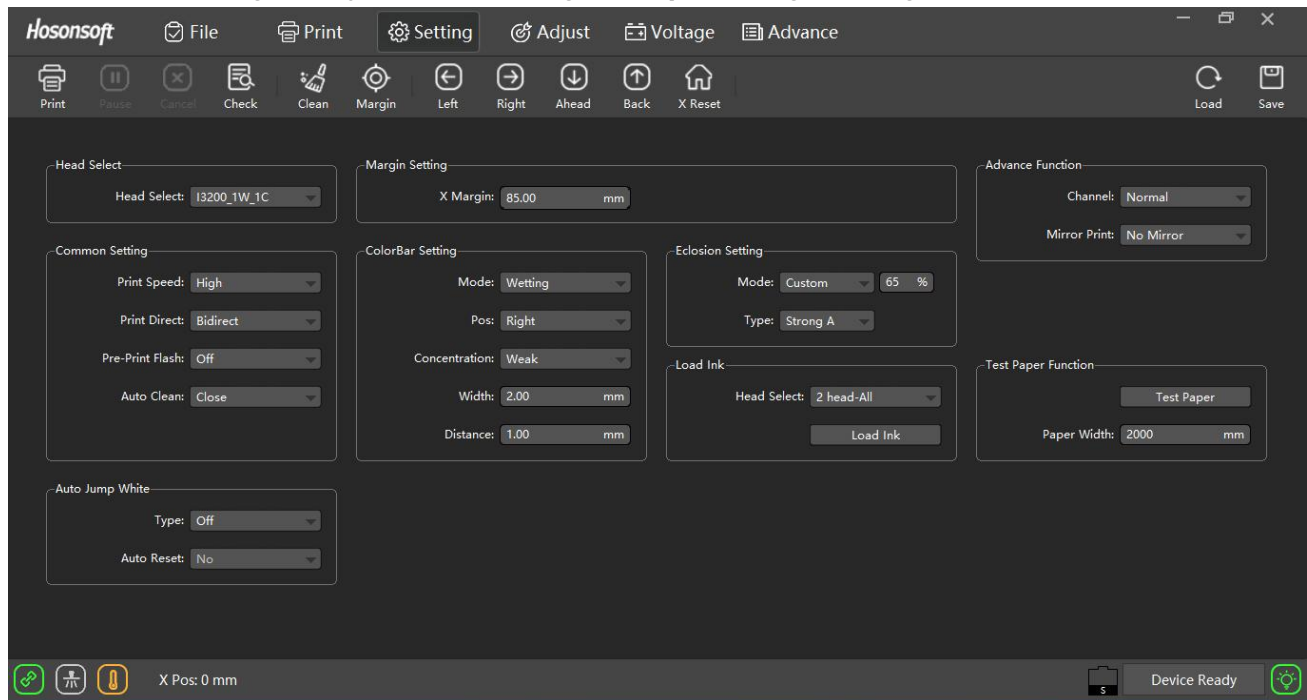 Hosonsoft File Print Setting Adjust Voltage Advance
Print Pause Cancel Check Clean Margin Left Right Ahead Back X Reset Load Save
Head Select
Head Select: I3200_1W_1C
Margin Setting
X Margin: 85.00 mm
Advance Function
Channel: Normal
Mirror Print: No Mirror
Common Setting
Print Speed: High
Print Direct: Bidirect
Pre-Print Flash: Off
Auto Clean: Close
ColorBar Setting
Mode: Wetting
Pos: Right
Concentration: Weak
Width: 2.00 mm
Distance: 1.00 mm
Eclosion Setting
Mode: Custom 65 %
Type: Strong A
Load Ink
Head Select: 2 head-All
Load Ink
Test Paper Function
Test Paper
Paper Width: 2000 mm
Auto Jump White
Type: Off
Auto Reset: No
X Pos: 0 mm
S
Device Ready